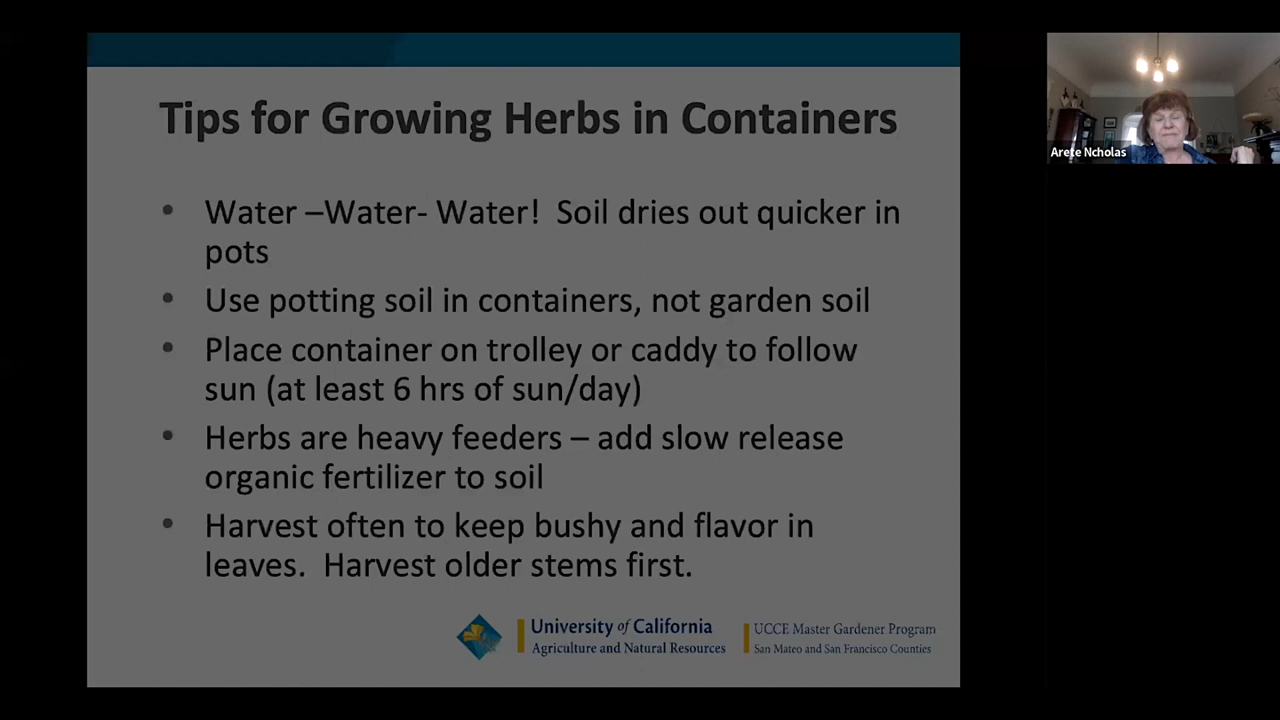 Tips for Growing Herbs in Containers
Arete Ncholas
• Water –Water- Water!  Soil dries out quicker in
pots
• Use potting soil in containers, not garden soil
• Place container on trolley or caddy to follow
sun (at least 6 hrs of sun/day)
• Herbs are heavy feeders – add slow release
organic fertilizer to soil
• Harvest often to keep bushy and flavor in
leaves.  Harvest older stems first.
University of California
Agriculture and Natural Resources
UCCE Master Gardener Program
San Mateo and San Francisco Counties